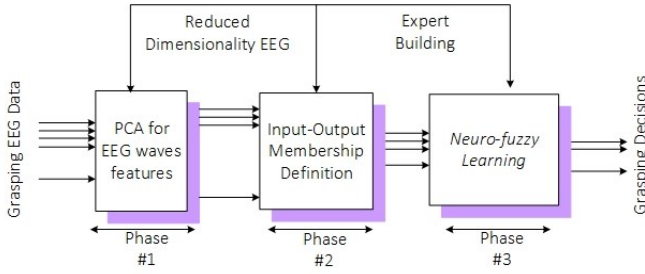 Reduced
Dimensionality EEG
Expert
Building
Grasping EEG Data
PCA for
EEG waves
features
Input-Output
Membership
Definition
Neuro-fuzzy
Learning
Grasping Decisions
Phase
#1
Phase
#2
Phase
#3